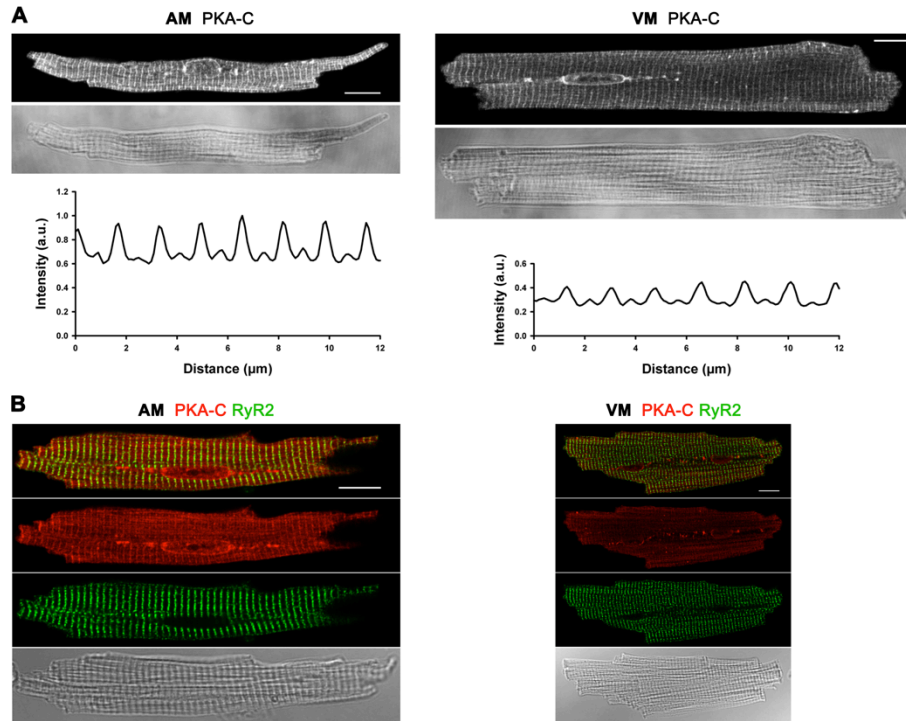 A
AM PKA-C
VM PKA-C
Intensity (a.u.)
1.2
1.0
0.8
0.6
0.4
0.2
0.0
0 2 4 6 8 10 12
Distance (µm)
Intensity (a.u.)
0.6
0.4
0.2
0.0
0 2 4 6 8 10 12
Distance (µm)
B
AM PKA-C RyR2
VM PKA-C RyR2